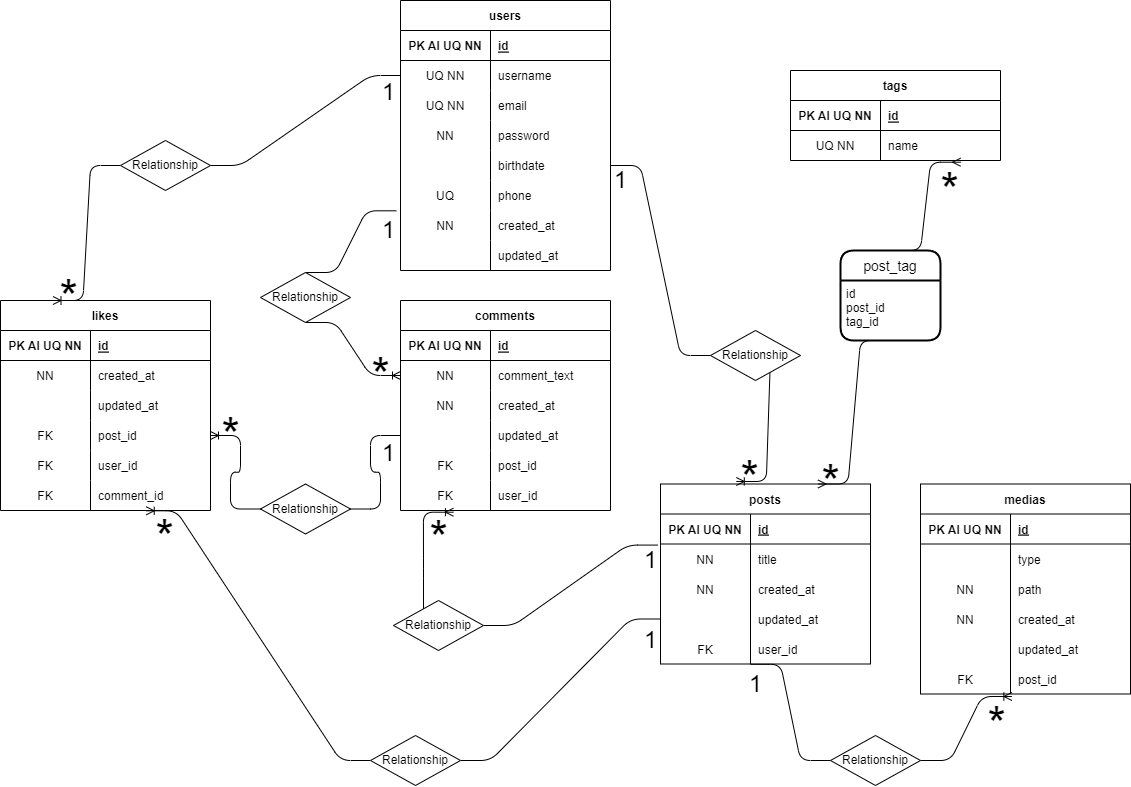 users
PK AI UQ NN id
UQ NN username
UQ NN email
NN password
birthdate
UQ phone
NN created_at
updated_at
tags
PK AI UQ NN id
UQ NN name
post_tag
id
post_id
tag_id
likes
PK AI UQ NN id
NN created_at
updated_at
FK post_id
FK user_id
FK comment_id
comments
PK AI UQ NN id
NN comment_text
NN created_at
updated_at
FK post_id
FK user_id
posts
PK AI UQ NN id
NN title
NN created_at
updated_at
FK user_id
medias
PK AI UQ NN id
type
NN path
NN created_at
updated_at
FK post_id
Relationship
1
*
Relationship
1
*
Relationship
1
*
Relationship
1
*
Relationship
1
*
Relationship
1
*
Relationship
1
*
*
*